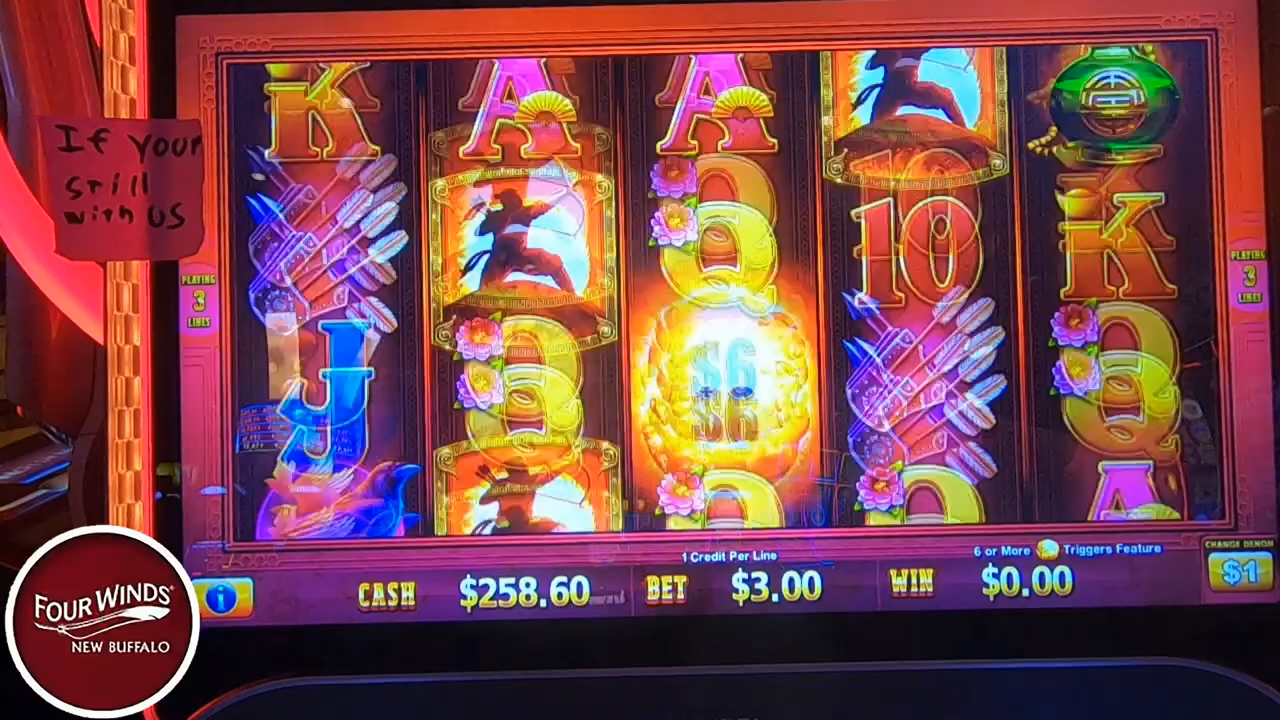 If your
still
with us
PLAYING
3
LINES
PLAYING
3
LINES
K
A
A
K
Q
10
10
K
J
J
Q
$6
$6
Q
Q
Q
A
1 Credit Per Line
6 or More Triggers Feature
CASH $258.60 BET $3.00 WIN $0.00
CHANGE DENOM
$1
FOUR WINDS®
NEW BUFFALO